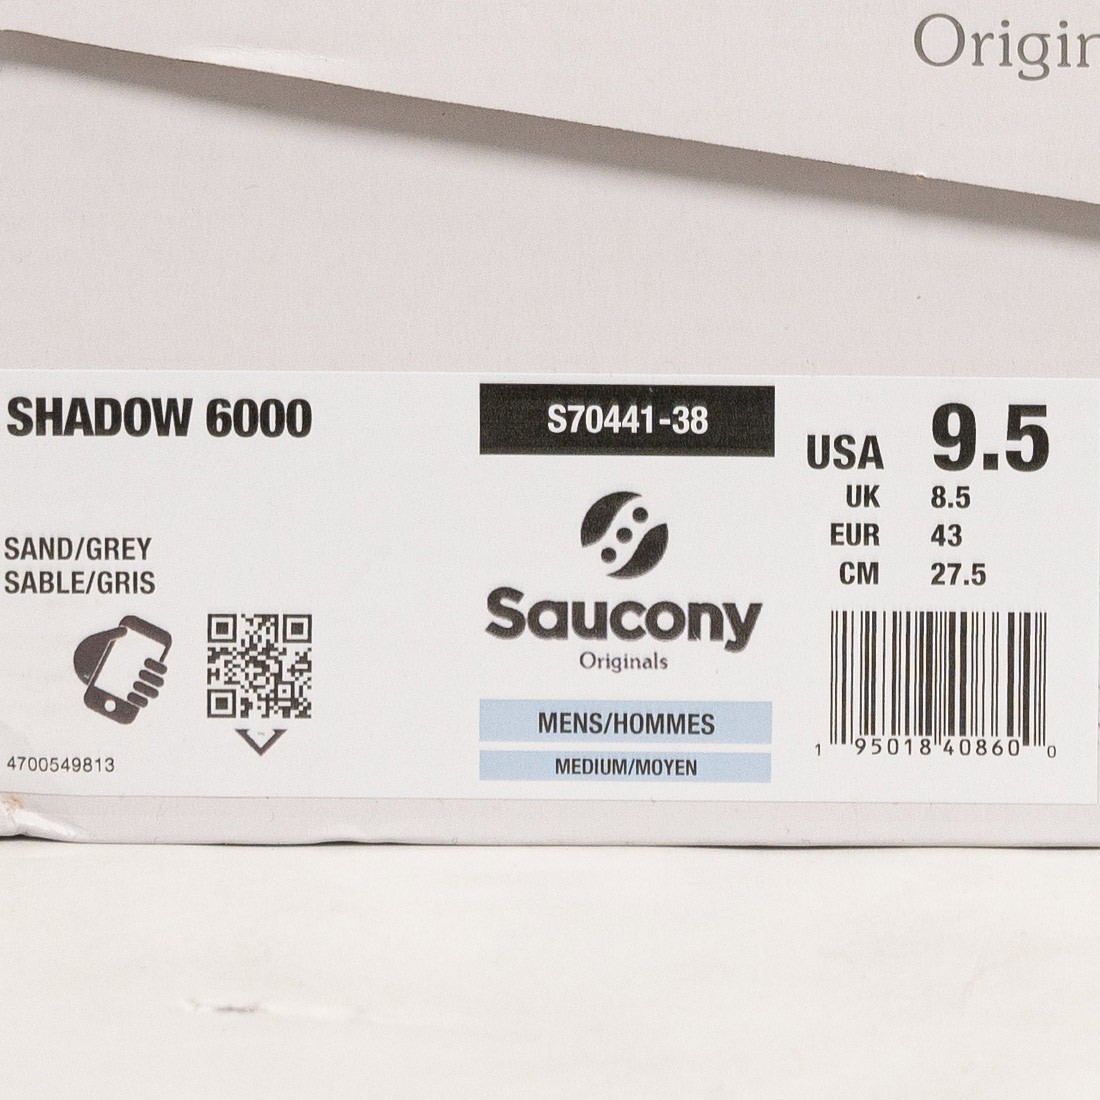 Origin
SHADOW 6000
SAND/GREY
SABLE/GRIS
4700549813
S70441-38
Saucony
Originals
MENS/HOMMES
MEDIUM/MOYEN
USA 9.5
UK 8.5
EUR 43
CM 27.5
1 95018 40860 0